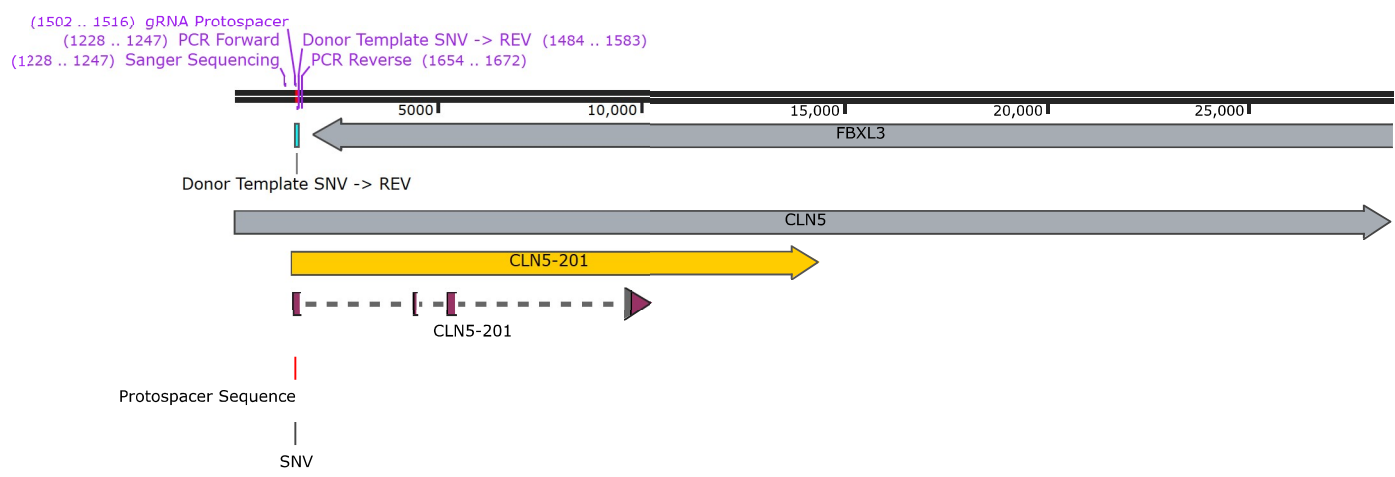 (1502 .. 1516) gRNA Protospacer
(1228 .. 1247) PCR Forward
Donor Template SNV -> REV (1484 .. 1583)
(1228 .. 1247) Sanger Sequencing
PCR Reverse (1654 .. 1672)
5000 10,000 15,000 20,000 25,000
FBXL3
Donor Template SNV -> REV
CLN5
CLN5-201
CLN5-201
Protospacer Sequence
SNV